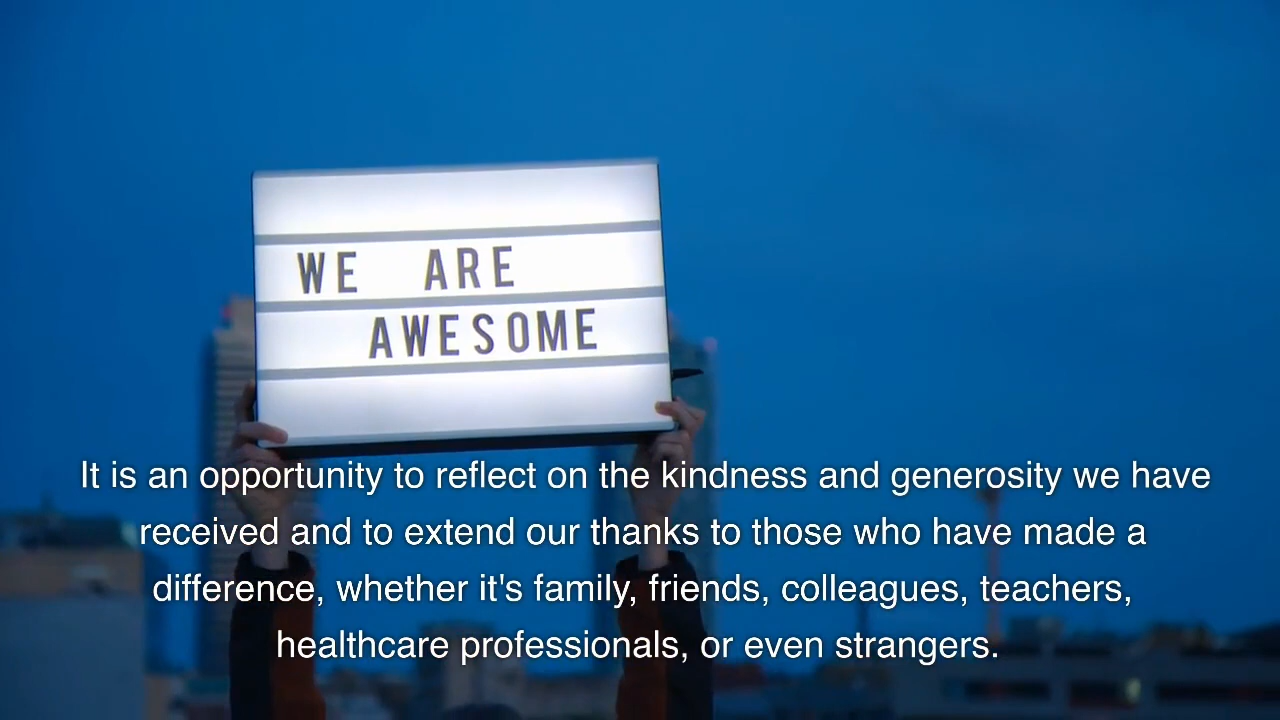 WE ARE
AWESOME
It is an opportunity to reflect on the kindness and generosity we have
received and to extend our thanks to those who have made a
difference, whether it's family, friends, colleagues, teachers,
healthcare professionals, or even strangers.